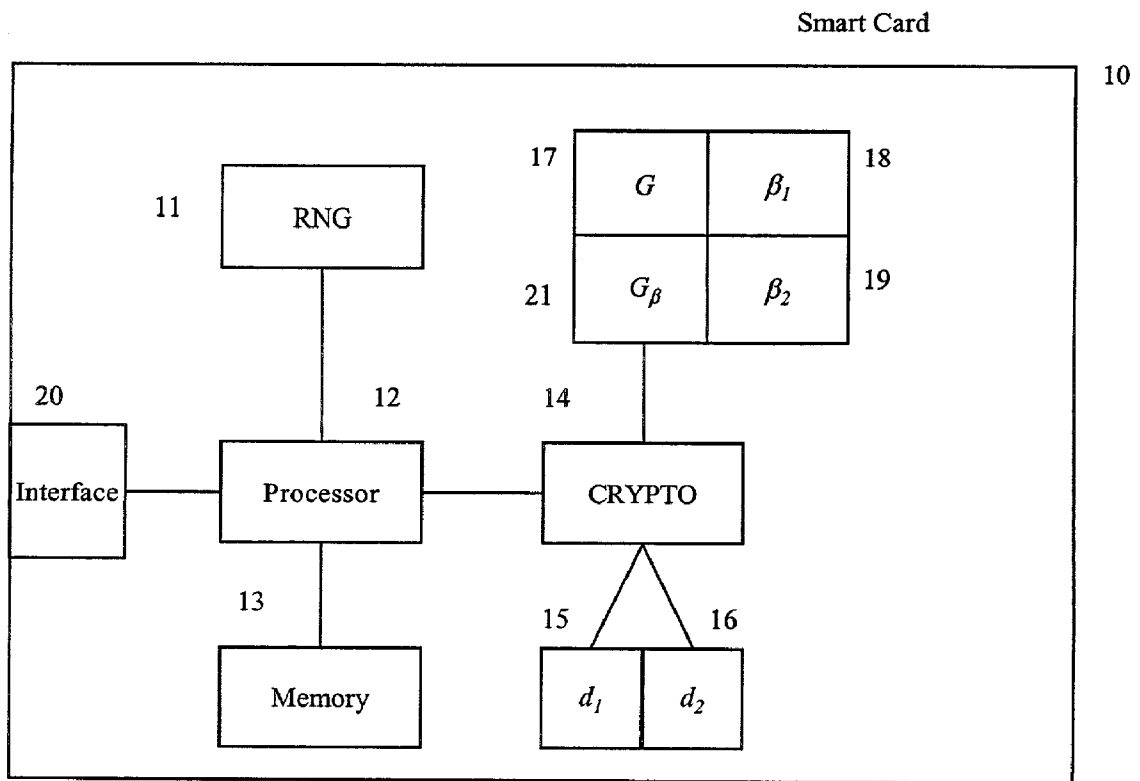 Smart Card
10
17
G
β1
18
11
RNG
21
Gβ
β2
19
20
12
14
Interface
Processor
CRYPTO
13
15
16
Memory
d1
d2